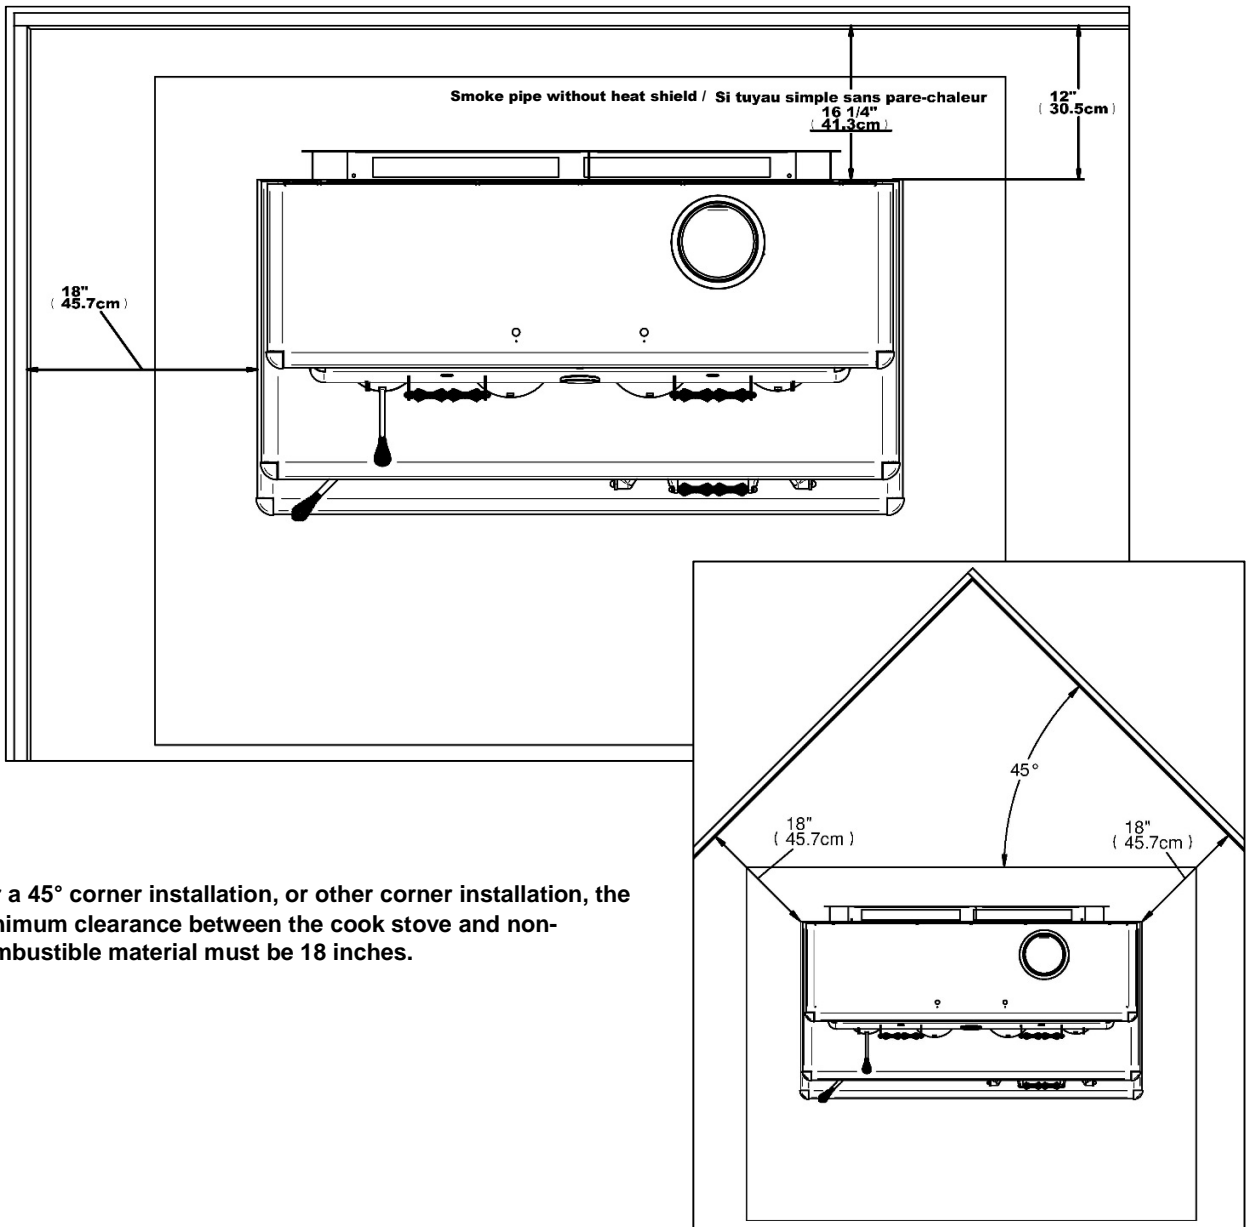 Smoke pipe without heat shield / Si tuyau simple sans pare-chaleur
16 1/4"
( 41.3cm )
12"
( 30.5cm )
18"
( 45.7cm )
45°
18"
( 45.7cm )
18"
( 45.7cm )
a 45° corner installation, or other corner installation, the
nimum clearance between the cook stove and non-
mbustible material must be 18 inches.